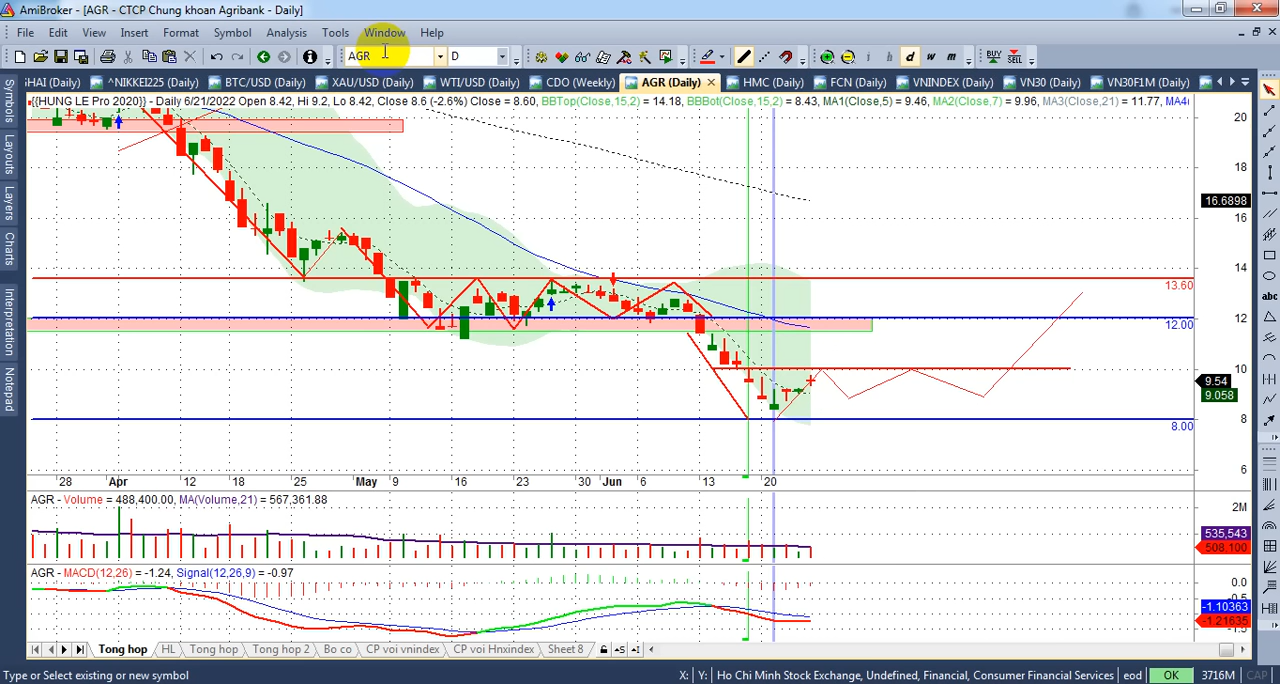 AmiBroker - [AGR - CTCP Chung khoan Agribank - Daily]
File Edit View Insert Format Symbol Analysis Tools Window Help
AGR D i h d w m BUY SELL
IHAI (Daily) ^NIKKEI225 (Daily) BTC/USD (Daily) XAU/USD (Daily) WTI/USD (Daily) CDO (Weekly) AGR (Daily) HMC (Daily) FCN (Daily) VNINDEX (Daily) VN30 (Daily) VN30F1M (Daily)
{{HUNG LE Pro 2020}} - Daily 6/21/2022 Open 8.42, Hi 9.2, Lo 8.42, Close 8.6 (-2.6%) Close = 8.60, BBTop(Close,15,2) = 14.18, BBBot(Close,15,2) = 8.43, MA1(Close,5) = 9.46, MA2(Close,7) = 9.96, MA3(Close,21) = 11.77, MA4(
20
18
16.6898
16
14
13.60
12
12.00
10
9.54
9.058
8
8.00
6
28 Apr 12 18 25 May 9 16 23 30 Jun 6 13 20
AGR - Volume = 488,400.00, MA(Volume,21) = 567,361.88
2M
535,543
508,100
AGR - MACD(12,26) = -1.24, Signal(12,26,9) = -0.97
0.0
-0.5
-1.10363
-1.21635
Symbols
Layouts
Layers
Charts
Interpretation
Notepad
abc
Tong hop HL Tong hop Tong hop 2 Bo co CP voi vnindex CP voi Hnxindex Sheet 8
Type or Select existing or new symbol X: Y: Ho Chi Minh Stock Exchange, Undefined, Financial, Consumer Financial Services eod OK 3716M CAP